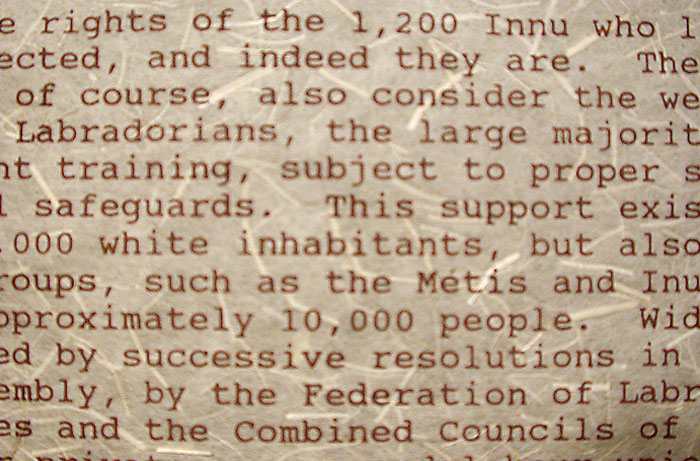 e rights of the 1,200 Innu who l
ected, and indeed they are. The
of course, also consider the we
Labradorians, the large majorit
nt training, subject to proper s
l safeguards. This support exis
,000 white inhabitants, but also
roups, such as the Métis and Inu
pproximately 10,000 people. Wid
ed by successive resolutions in
embly, by the Federation of Labr
es and the Combined Councils of